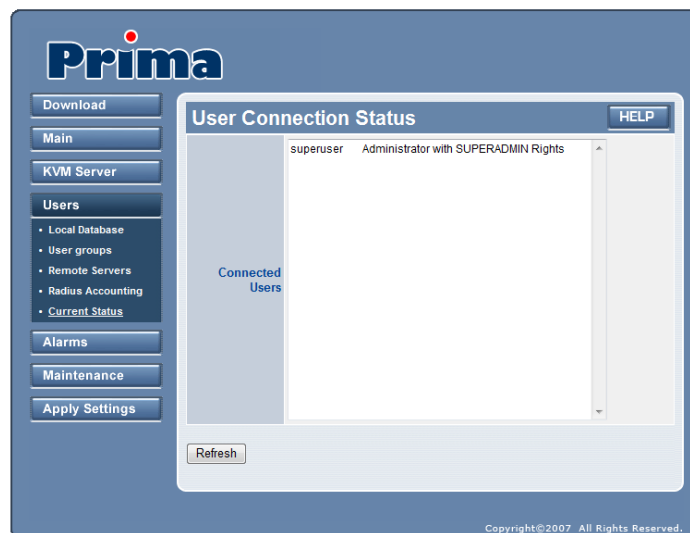 Prima
Download
Main
KVM Server
Users
• Local Database
• User groups
• Remote Servers
• Radius Accounting
• Current Status
Alarms
Maintenance
Apply Settings
User Connection Status
HELP
Connected
Users
superuser Administrator with SUPERADMIN Rights
Refresh
Copyright©2007 All Rights Reserved.